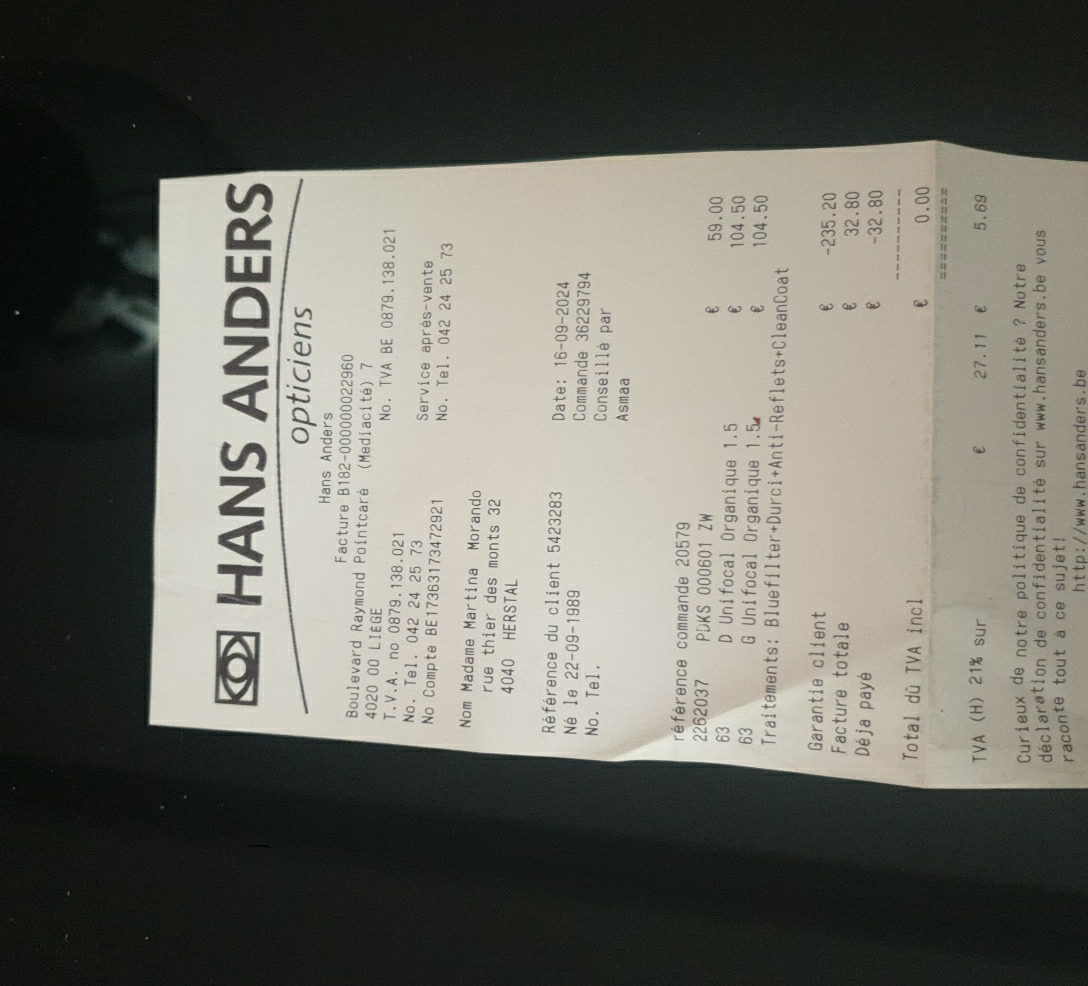 HANS ANDERS
opticiens
Hans Anders
Facture B182-000000022960
Boulevard Raymond Pointcaré (Mediacité) 7
4020 00 LIEGE No. TVA BE 0879.138.021
T.V.A. no 0879.138.021
No. Tel. 042 24 25 73 Service après-vente
No Compte BE17363173472921 No. Tel. 042 24 25 73
Nom Madame Martina Morando
rue thier des monts 32
4040 HERSTAL
Référence du client 5423283 Date: 16-09-2024
Né le 22-09-1989 Commande 36229794
No. Tel. Conseillé par
Asmaa
référence commande 20579
2262037 PDKS 000601 ZW € 59.00
63 D Unifocal Organique 1.5 € 104.50
63 G Unifocal Organique 1.5 € 104.50
Traitements: Bluefilter+Durci+Anti-Reflets+CleanCoat
Garantie client € -235.20
Facture totale € 32.80
Déja payé € -32.80
----------
Total dû TVA incl € 0.00
==========
TVA (H) 21% sur € 27.11 € 5.69
Curieux de notre politique de confidentialité ? Notre
déclaration de confidentialité sur www.hansanders.be vous
raconte tout à ce sujet!
http://www.hansanders.be